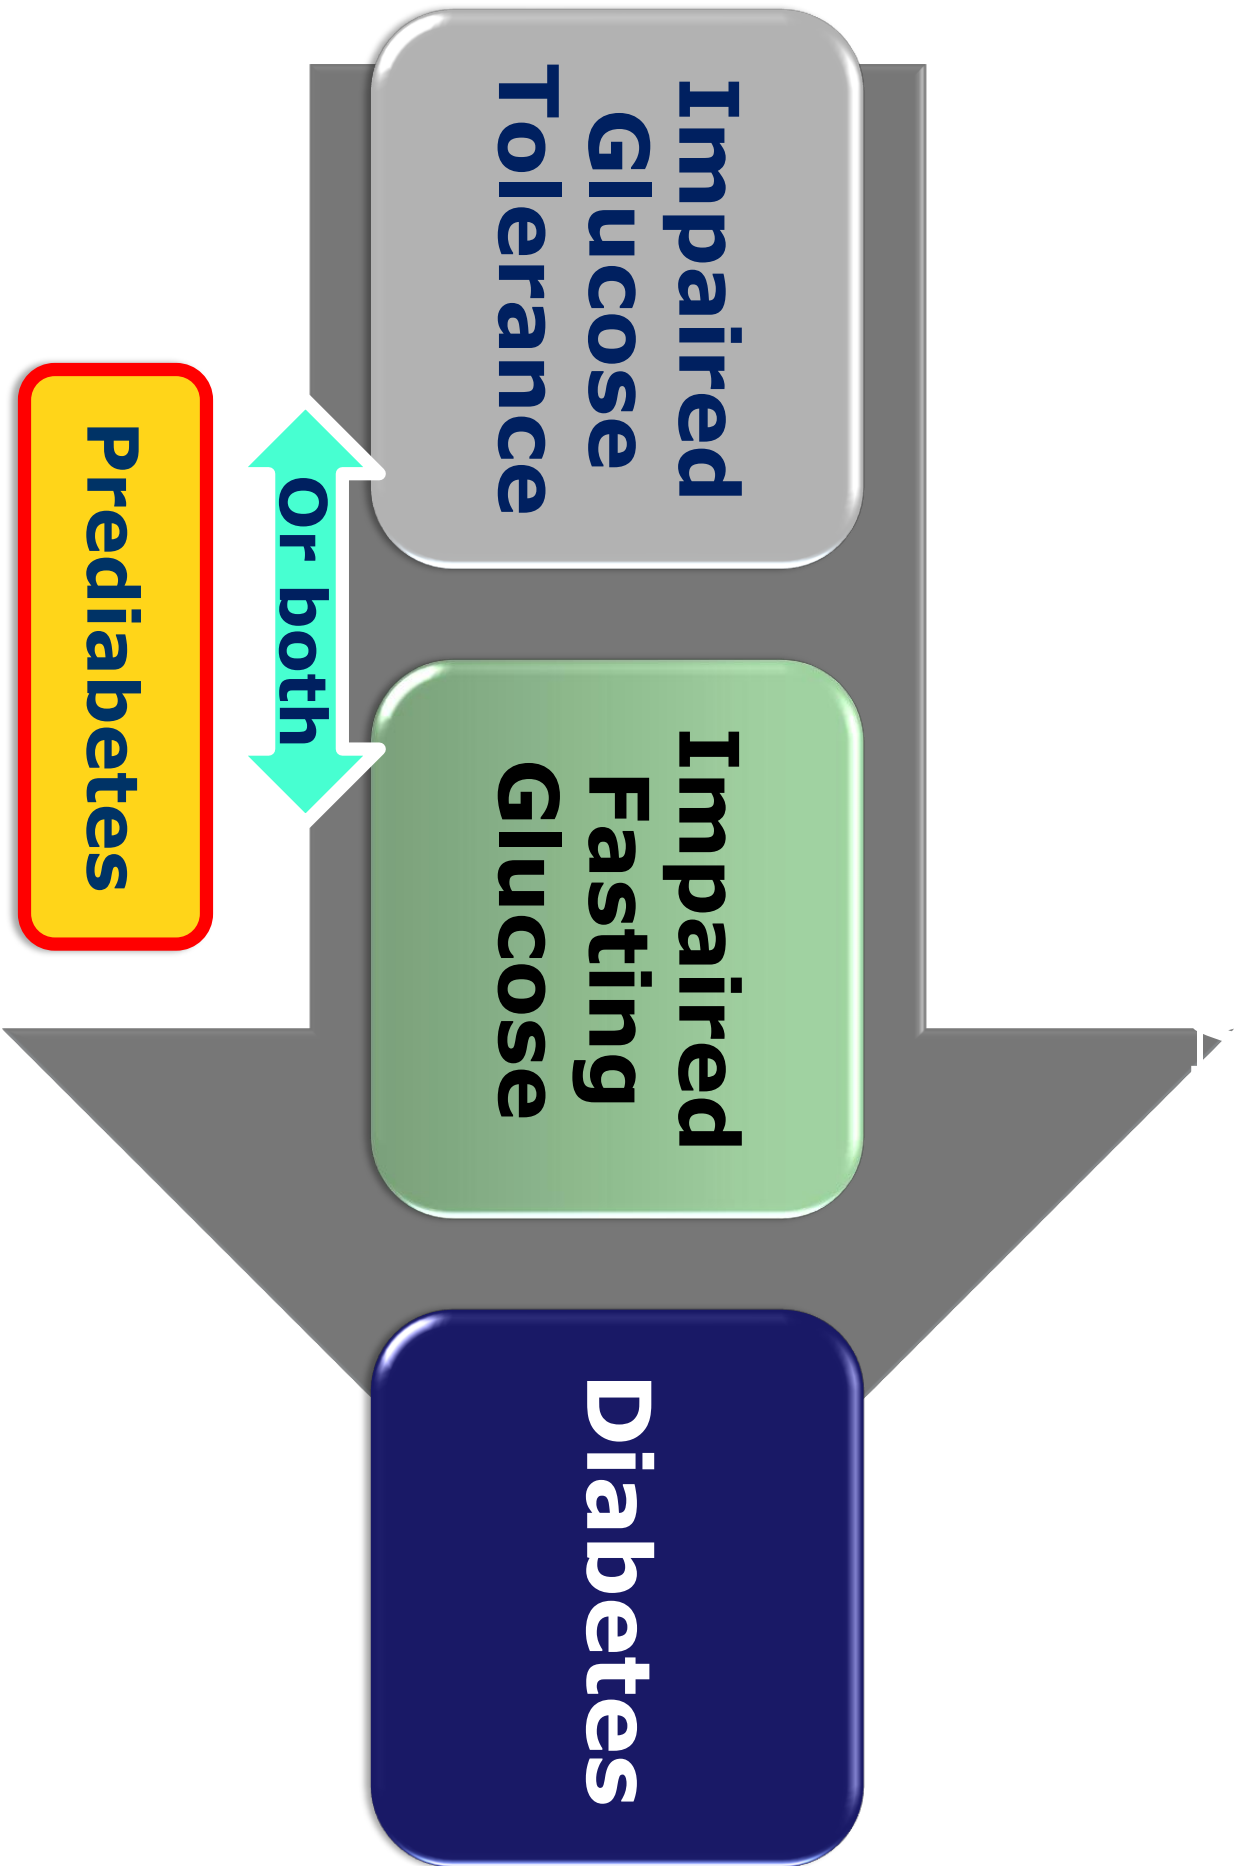 Impaired
Glucose
Tolerance
Impaired
Fasting
Glucose
Diabetes
Or both
Prediabetes